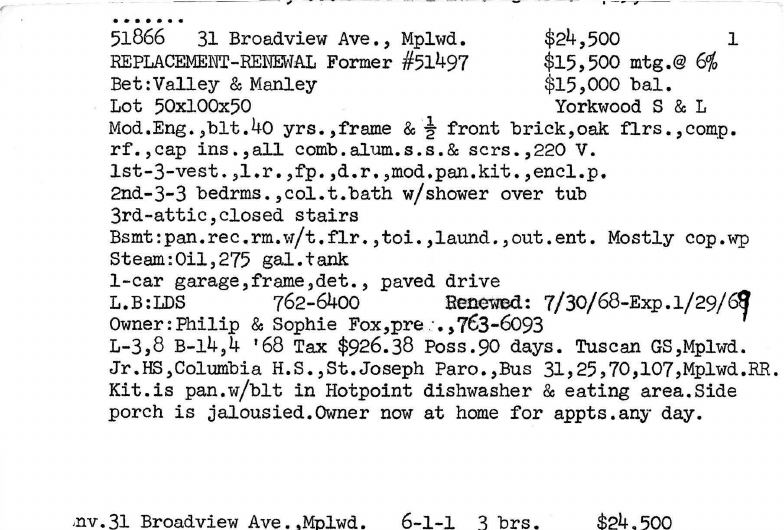 .......
51866 31 Broadview Ave., Mplwd. $24,500 1
REPLACEMENT-RENEWAL Former #51497 $15,500 mtg.@ 6%
Bet:Valley & Manley $15,000 bal.
Lot 50x100x50 Yorkwood S & L
Mod.Eng.,blt.40 yrs.,frame & ½ front brick,oak flrs.,comp.
rf.,cap ins.,all comb.alum.s.s.& scrs.,220 V.
1st-3-vest.,l.r.,fp.,d.r.,mod.pan.kit.,encl.p.
2nd-3-3 bedrms.,col.t.bath w/shower over tub
3rd-attic,closed stairs
Bsmt:pan.rec.rm.w/t.flr.,toi.,laund.,out.ent. Mostly cop.wp
Steam:Oil,275 gal.tank
1-car garage,frame,det., paved drive
L.B:LDS 762-6400 Renewed: 7/30/68-Exp.1/29/69
Owner:Philip & Sophie Fox,pre .,763-6093
L-3,8 B-14,4 '68 Tax $926.38 Poss.90 days. Tuscan GS,Mplwd.
Jr.HS,Columbia H.S.,St.Joseph Paro.,Bus 31,25,70,107,Mplwd.RR.
Kit.is pan.w/blt in Hotpoint dishwasher & eating area.Side
porch is jalousied.Owner now at home for appts.any day.
nv.31 Broadview Ave.,Mplwd. 6-1-1 3 brs. $24,500